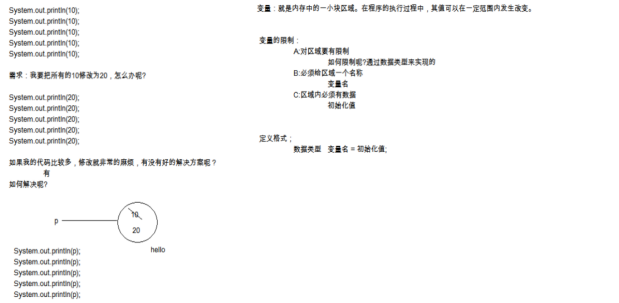 System.out.println(10);
System.out.println(10);
System.out.println(10);
System.out.println(10);
System.out.println(10);
需求：我要把所有的10修改为20，怎么办呢?
System.out.println(20);
System.out.println(20);
System.out.println(20);
System.out.println(20);
System.out.println(20);
如果我的代码比较多，修改就非常的麻烦，有没有好的解决方案呢？
有
如何解决呢?
p
10
20
hello
System.out.println(p);
System.out.println(p);
System.out.println(p);
System.out.println(p);
System.out.println(p);
变量：就是内存中的一小块区域。在程序的执行过程中，其值可以在一定范围内发生改变。
变量的限制：
A:对区域要有限制
如何限制呢?通过数据类型来实现的
B:必须给区域一个名称
变量名
C:区域内必须有数据
初始化值
定义格式；
数据类型 变量名 = 初始化值;